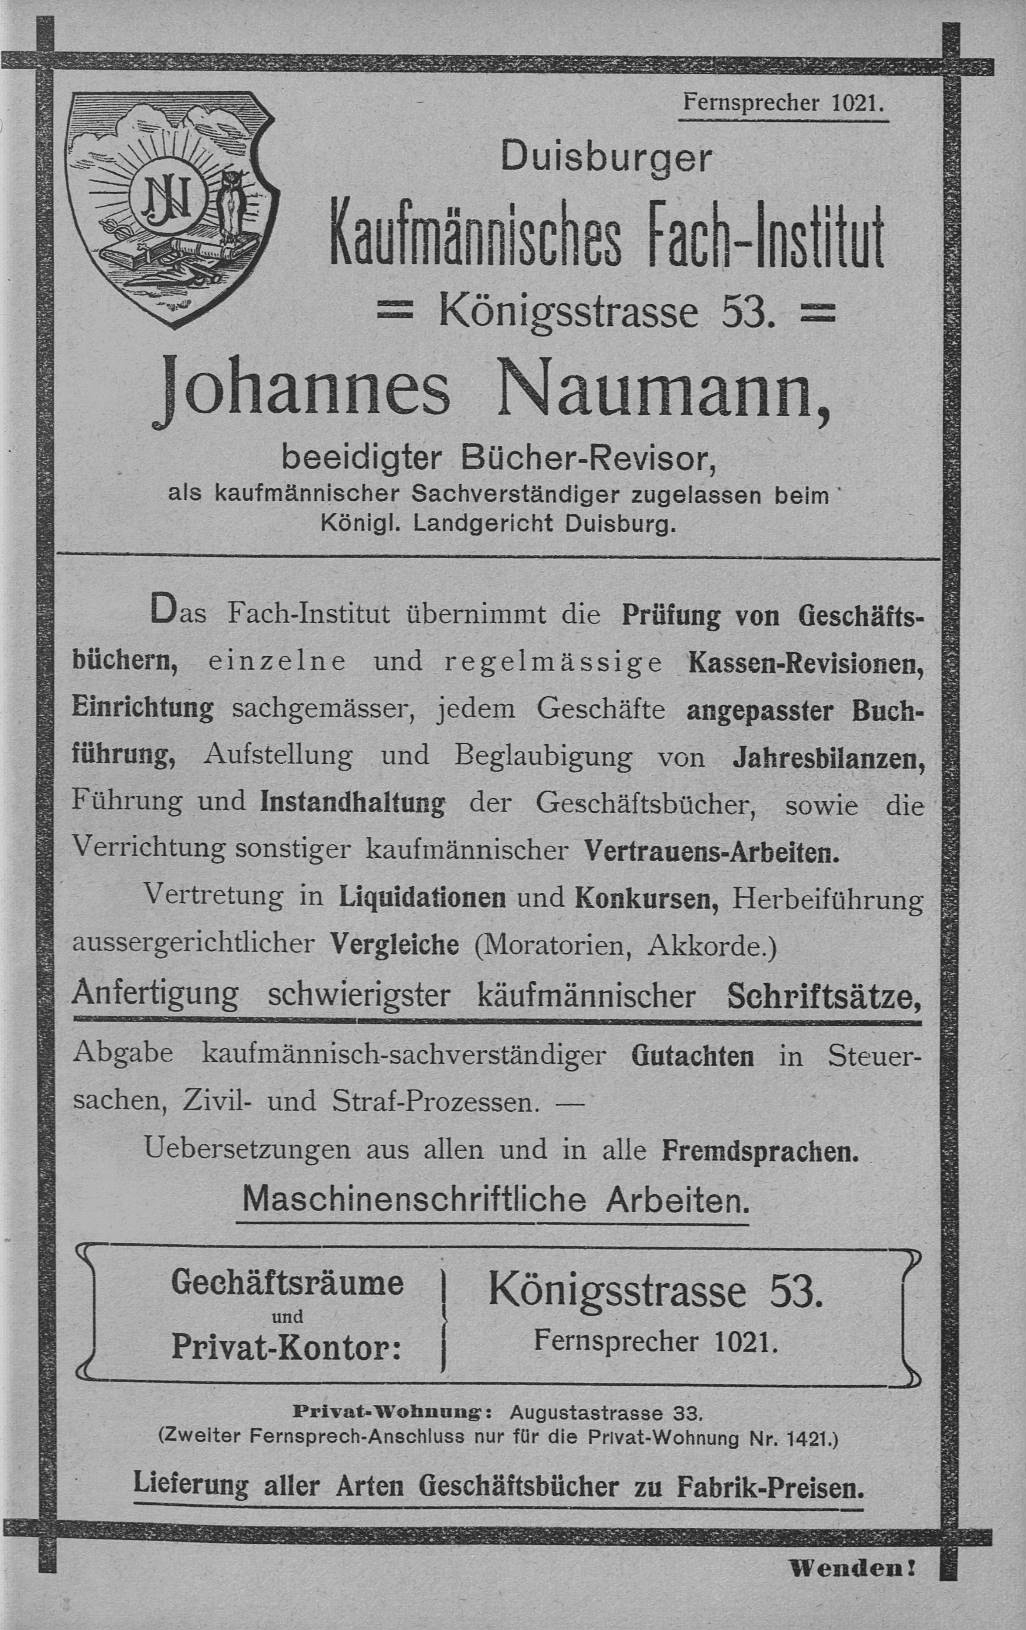 Fernsprecher 1021.
JN
Duisburger
Kaufmännisches Fach-Institut
= Königsstrasse 53. =
Johannes Naumann,
beeidigter Bücher-Revisor,
als kaufmännischer Sachverständiger zugelassen beim
Königl. Landgericht Duisburg.
Das Fach-Institut übernimmt die Prüfung von Geschäfts-
büchern, einzelne und regelmässige Kassen-Revisionen,
Einrichtung sachgemässer, jedem Geschäfte angepasster Buch-
führung, Aufstellung und Beglaubigung von Jahresbilanzen,
Führung und Instandhaltung der Geschäftsbücher, sowie die
Verrichtung sonstiger kaufmännischer Vertrauens-Arbeiten.
Vertretung in Liquidationen und Konkursen, Herbeiführung
aussergerichtlicher Vergleiche (Moratorien, Akkorde.)
Anfertigung schwierigster käufmännischer Schriftsätze,
Abgabe kaufmännisch-sachverständiger Gutachten in Steuer-
sachen, Zivil- und Straf-Prozessen. —
Uebersetzungen aus allen und in alle Fremdsprachen.
Maschinenschriftliche Arbeiten.
Gechäftsräume
und
Privat-Kontor:
Königsstrasse 53.
Fernsprecher 1021.
Privat-Wohnung: Augustastrasse 33.
(Zweiter Fernsprech-Anschluss nur für die Privat-Wohnung Nr. 1421.)
Lieferung aller Arten Geschäftsbücher zu Fabrik-Preisen.
Wenden!